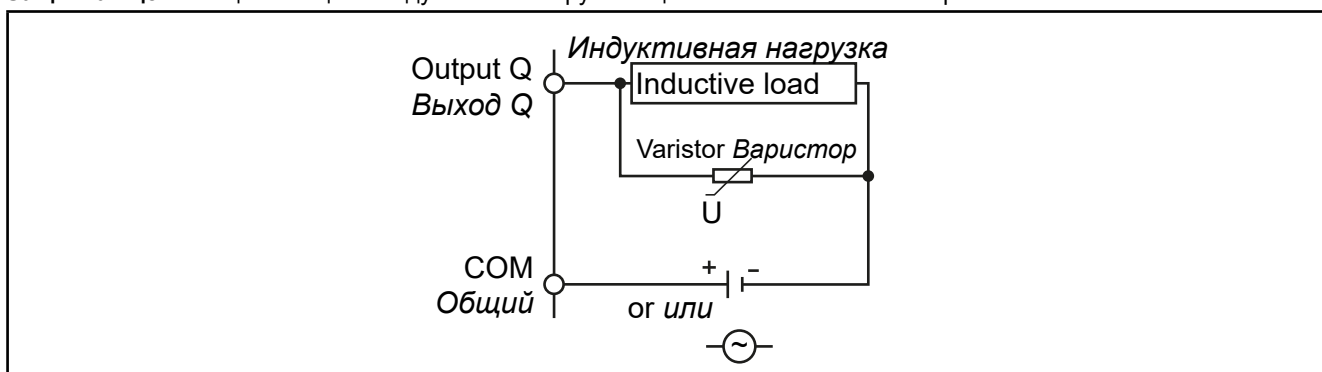 Индуктивная нагрузка
Output Q
Выход Q
Inductive load
Varistor Варистор
U
COM
Общий
+ −
or или
~